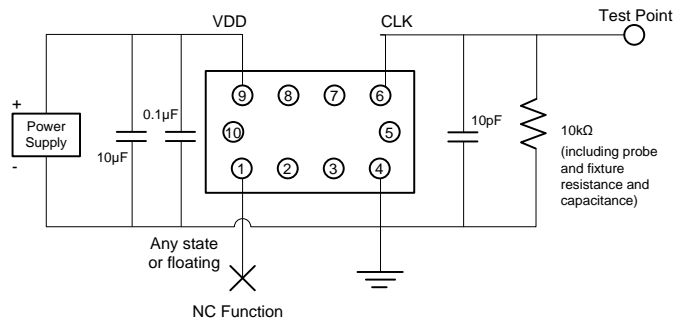 VDD
CLK
Test Point
9
8
7
6
+
Power
Supply
-
10µF
0.1µF
10
5
10pF
10kΩ
(including probe
and fixture
resistance and
capacitance)
1
2
3
4
Any state
or floating
NC Function